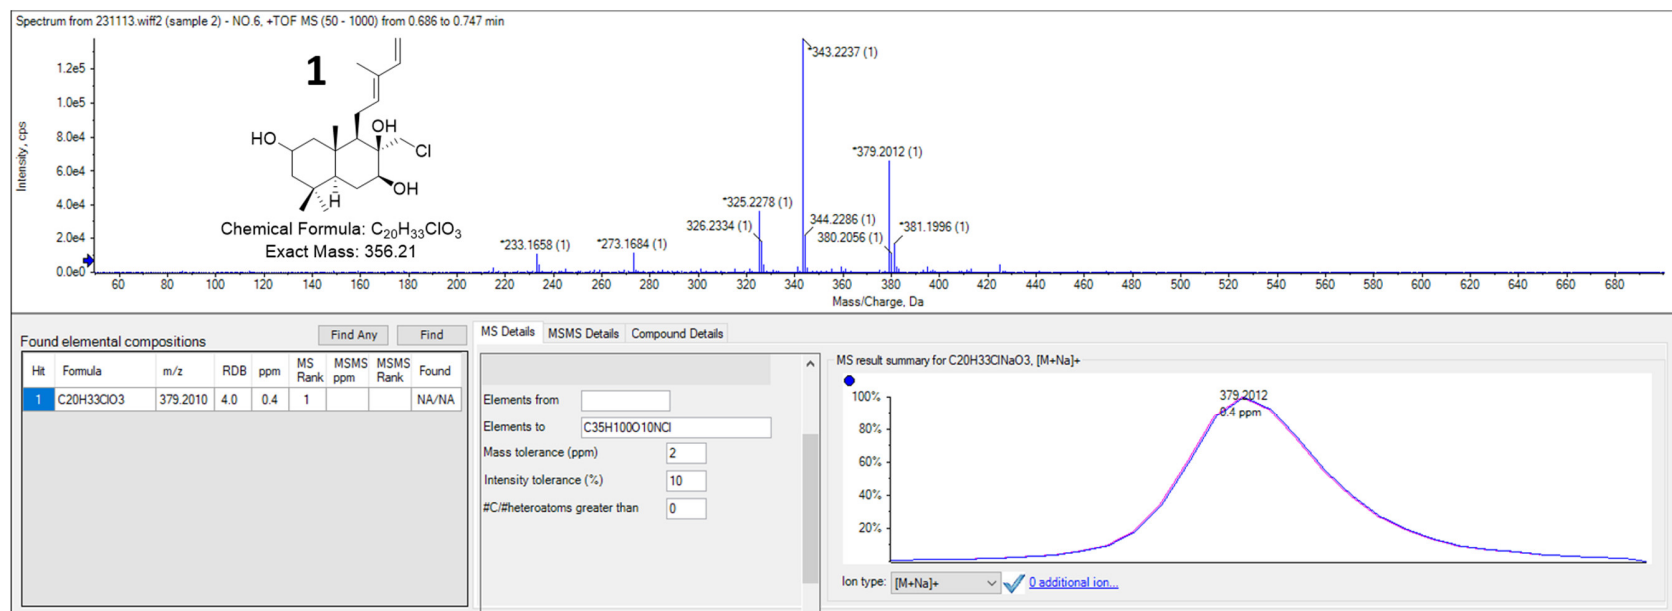 Spectrum from 231113.wiff2 (sample 2) - NO.6, +TOF MS (50 - 1000) from 0.686 to 0.747 min
Intensity, cps
1.2e5
1.0e5
8.0e4
6.0e4
4.0e4
2.0e4
0.0e0
1
HO
OH
Cl
OH
H
Chemical Formula: C20H33ClO3
Exact Mass: 356.21
*233.1658 (1)
*273.1684 (1)
*325.2278 (1)
326.2334 (1)
*343.2237 (1)
344.2286 (1)
*379.2012 (1)
380.2056 (1)
*381.1996 (1)
60 80 100 120 140 160 180 200 220 240 260 280 300 320 340 360 380 400 420 440 460 480 500 520 540 560 580 600 620 640 660 680
Mass/Charge, Da
Found elemental compositions
Find Any
Find
Hit Formula m/z RDB ppm MS Rank MSMS ppm MSMS Rank Found
1 C20H33ClO3 379.2010 4.0 0.4 1 NA/NA
MS Details MSMS Details Compound Details
Elements from
Elements to C35H100O10NCl
Mass tolerance (ppm) 2
Intensity tolerance (%) 10
#C/#heteroatoms greater than 0
MS result summary for C20H33ClNaO3, [M+Na]+
100%
80%
60%
40%
20%
379.2012
0.4 ppm
Ion type: [M+Na]+ 0 additional ion...